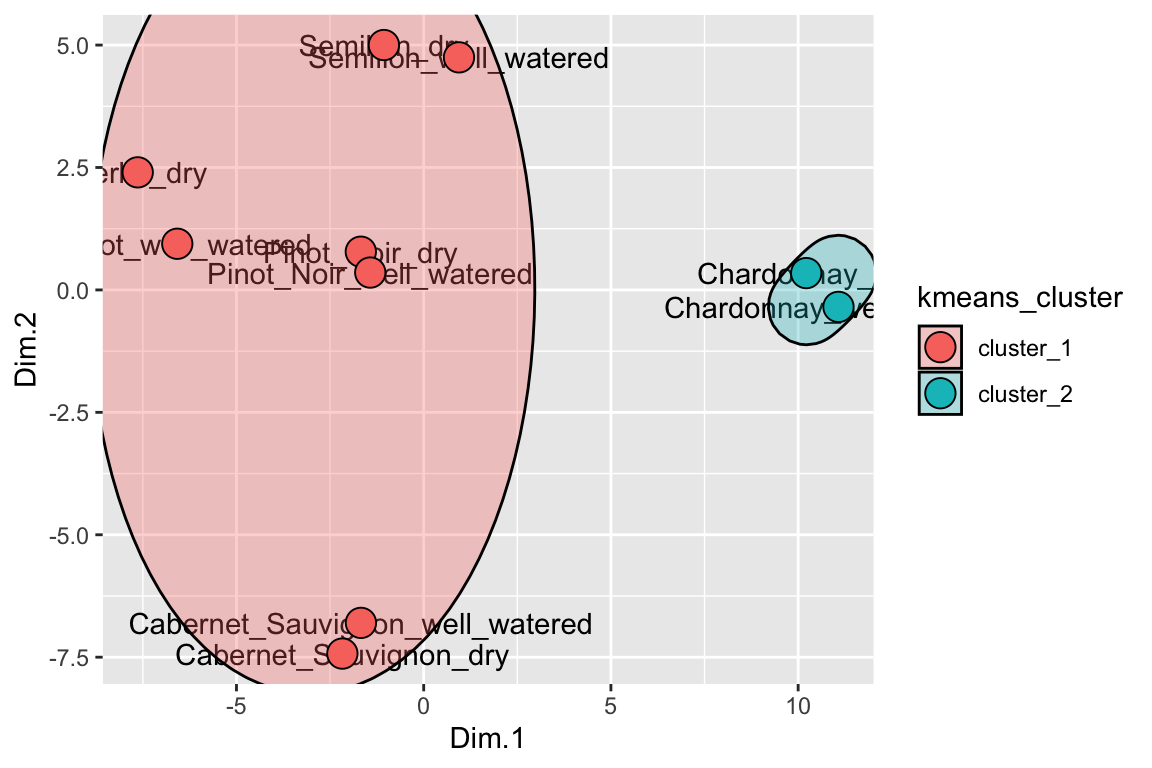 5.0
Semillon_dry
Semillon_well_watered
2.5
erlot_dry
ot_well_watered
Pinot_Noir_dry
Pinot_Noir_well_watered
0.0
Chardonnay_
Chardonnay_we
-2.5
-5.0
Cabernet_Sauvignon_well_watered
Cabernet_Sauvignon_dry
-7.5
-5 0 5 10
Dim.1
Dim.2
kmeans_cluster
cluster_1
cluster_2